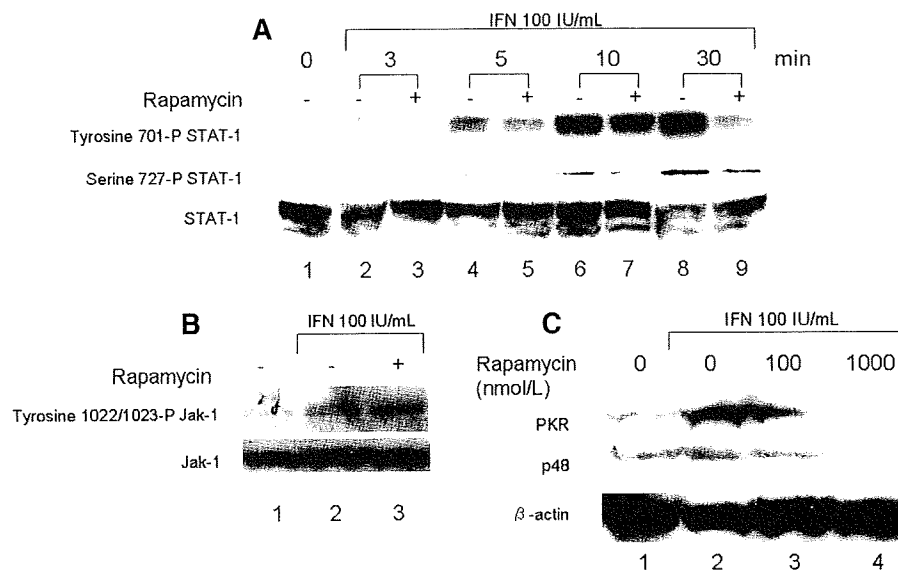 A
IFN 100 IU/mL
0 3 5 10 30 min
Rapamycin - - + - + - + - +
Tyrosine 701-P STAT-1
Serine 727-P STAT-1
STAT-1
1 2 3 4 5 6 7 8 9
B
IFN 100 IU/mL
Rapamycin - - +
Tyrosine 1022/1023-P Jak-1
Jak-1
1 2 3
C
IFN 100 IU/mL
Rapamycin 0 0 100 1000
(nmol/L)
PKR
p48
β-actin
1 2 3 4